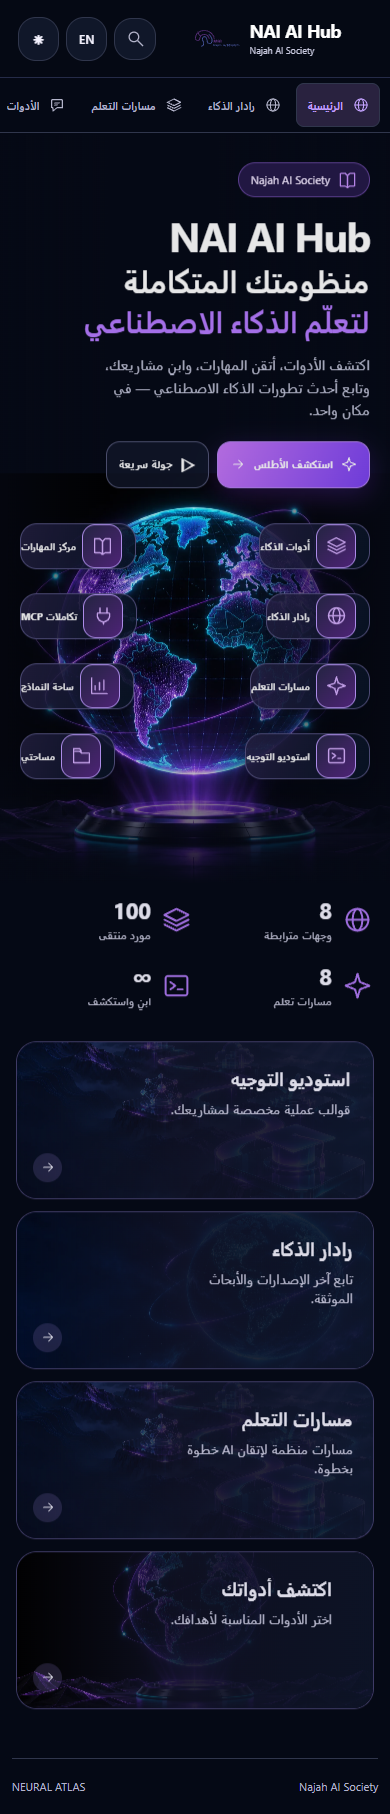 NAI AI Hub
Najah AI Society
EN
الرئيسية
رادار الذكاء
مسارات التعلم
الأدوات
Najah AI Society
NAI AI Hub
منظومتك المتكاملة
لتعلّم الذكاء الاصطناعي
اكتشف الأدوات، أتقن المهارات، وابنِ مشاريعك،
وتابع أحدث تطورات الذكاء الاصطناعي — في
مكان واحد.
استكشف الأطلس
جولة سريعة
أدوات الذكاء
مركز المهارات
رادار الذكاء
تكاملات MCP
مسارات التعلم
ساحة النماذج
استوديو التوجيه
مساحتي
8
وجهات مترابطة
100
مورد منتقى
8
مسارات تعلم
∞
ابنِ واستكشف
استوديو التوجيه
قوالب عملية مخصصة لمشاريعك.
رادار الذكاء
تابع آخر الإصدارات والأبحاث
الموثقة.
مسارات التعلم
مسارات منظمة لإتقان AI خطوة
بخطوة.
اكتشف أدواتك
اختر الأدوات المناسبة لأهدافك.
Najah AI Society
NEURAL ATLAS